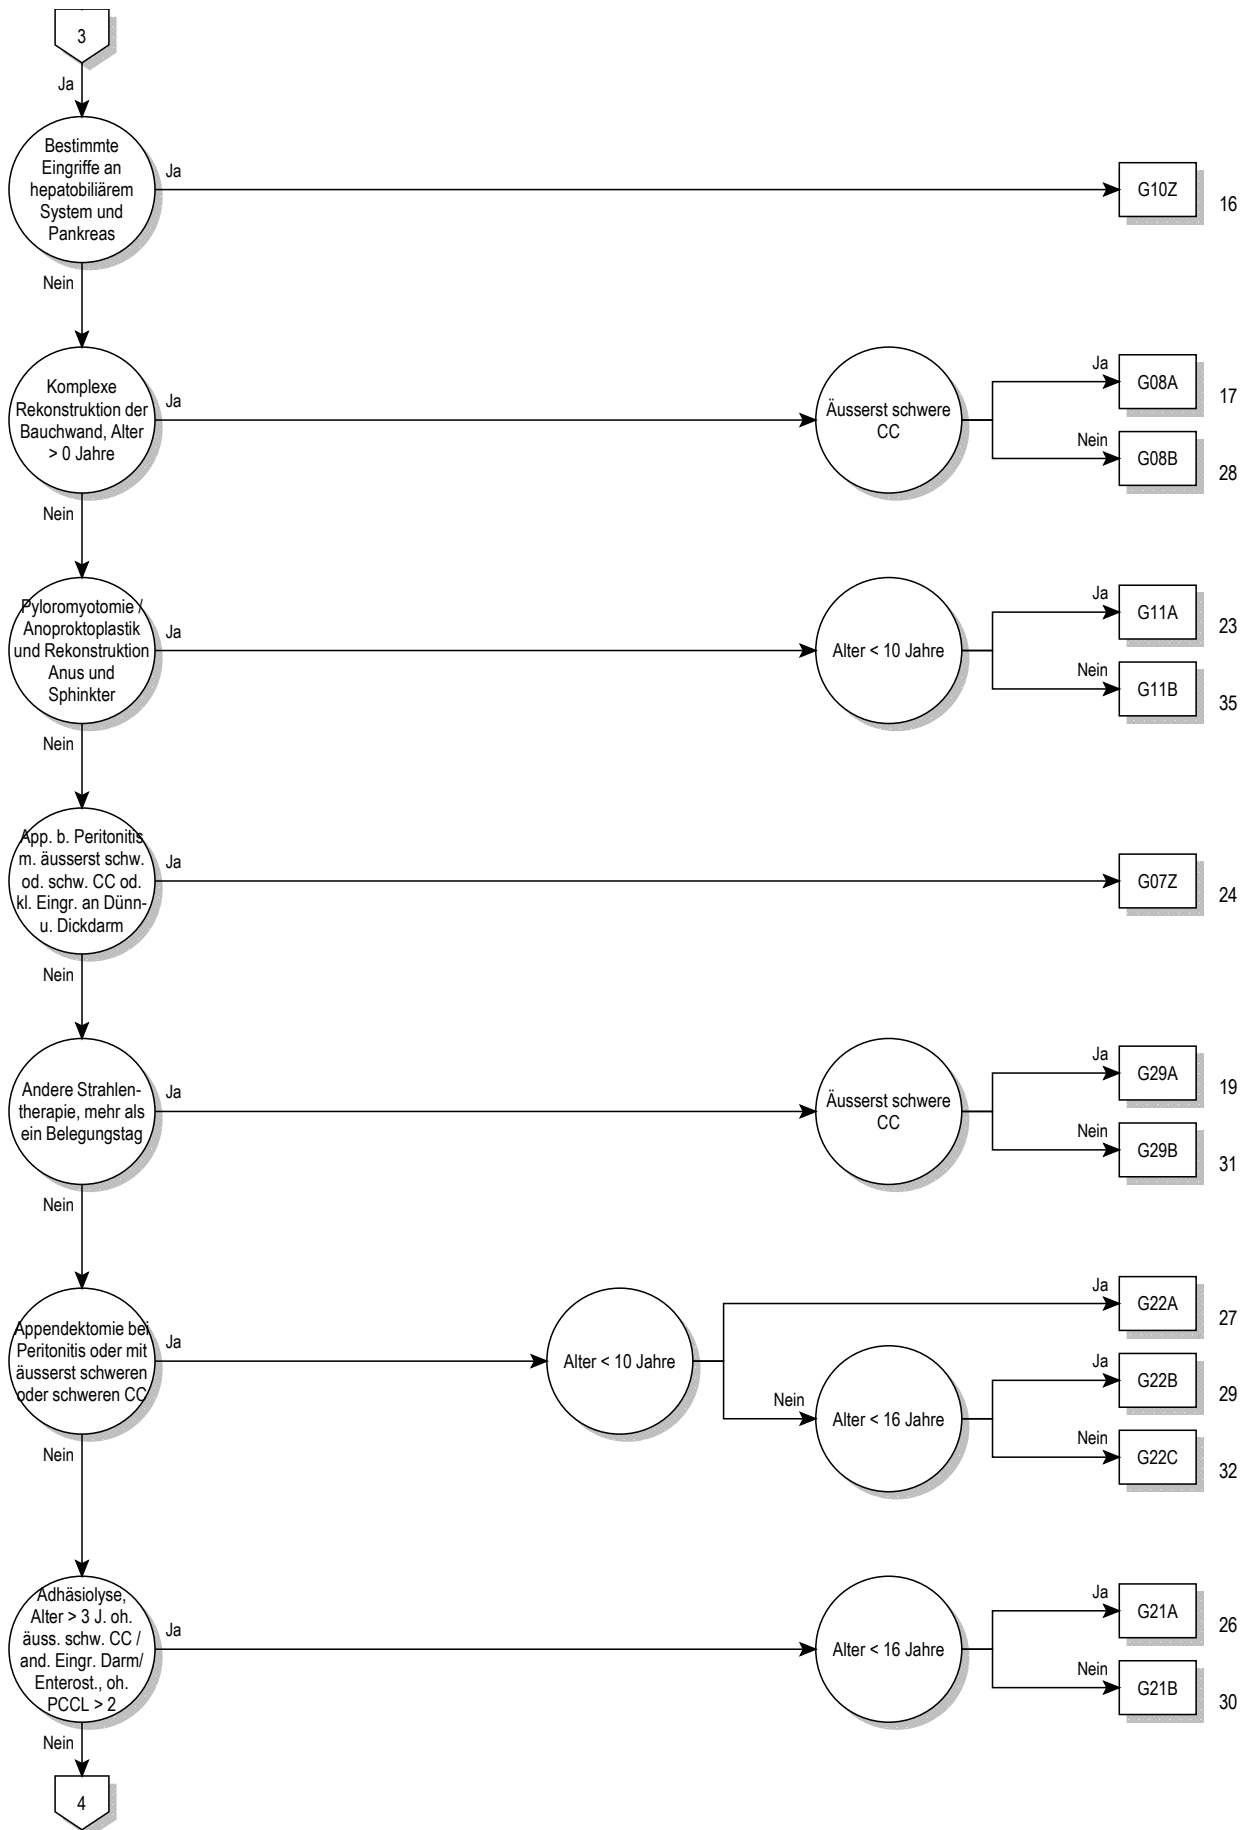 3
Ja
Bestimmte
Eingriffe an
hepatobiliärem
System und
Pankreas
Ja
G10Z
16
Nein
Komplexe
Rekonstruktion der
Bauchwand, Alter
> 0 Jahre
Ja
Äusserst schwere
CC
Ja
G08A
17
Nein
G08B
28
Nein
Pyloromyotomie /
Anoproktoplastik
und Rekonstruktion
Anus und
Sphinkter
Ja
Alter < 10 Jahre
Ja
G11A
23
Nein
G11B
35
Nein
App. b. Peritonitis
m. äusserst schw.
od. schw. CC od.
kl. Eingr. an Dünn-
u. Dickdarm
Ja
G07Z
24
Nein
Andere Strahlen-
therapie, mehr als
ein Belegungstag
Ja
Äusserst schwere
CC
Ja
G29A
19
Nein
G29B
31
Nein
Appendektomie bei
Peritonitis oder mit
äusserst schweren
oder schweren CC
Ja
Alter < 10 Jahre
Ja
G22A
27
Nein
Alter < 16 Jahre
Ja
G22B
29
Nein
G22C
32
Nein
Adhäsiolyse,
Alter > 3 J. oh.
äuss. schw. CC /
and. Eingr. Darm/
Enterost., oh.
PCCL > 2
Ja
Alter < 16 Jahre
Ja
G21A
26
Nein
G21B
30
Nein
4